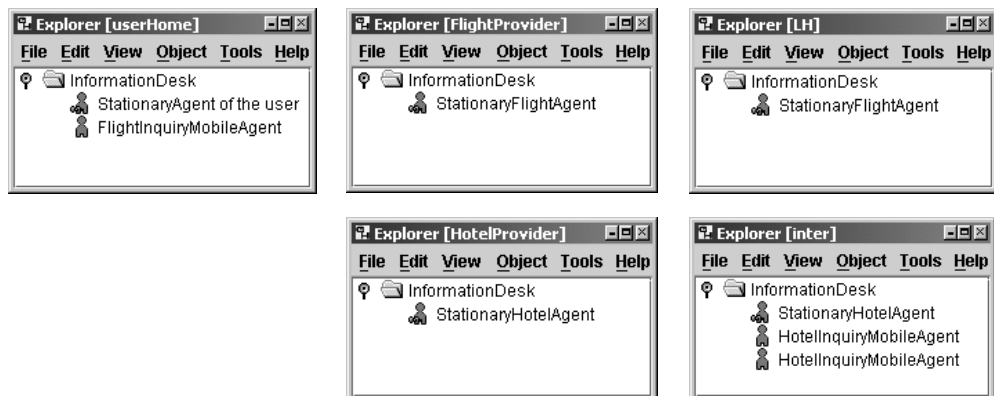 Explorer [userHome]
File Edit View Object Tools Help
InformationDesk
StationaryAgent of the user
FlightInquiryMobileAgent
Explorer [FlightProvider]
File Edit View Object Tools Help
InformationDesk
StationaryFlightAgent
Explorer [LH]
File Edit View Object Tools Help
InformationDesk
StationaryFlightAgent
Explorer [HotelProvider]
File Edit View Object Tools Help
InformationDesk
StationaryHotelAgent
Explorer [inter]
File Edit View Object Tools Help
InformationDesk
StationaryHotelAgent
HotelInquiryMobileAgent
HotelInquiryMobileAgent